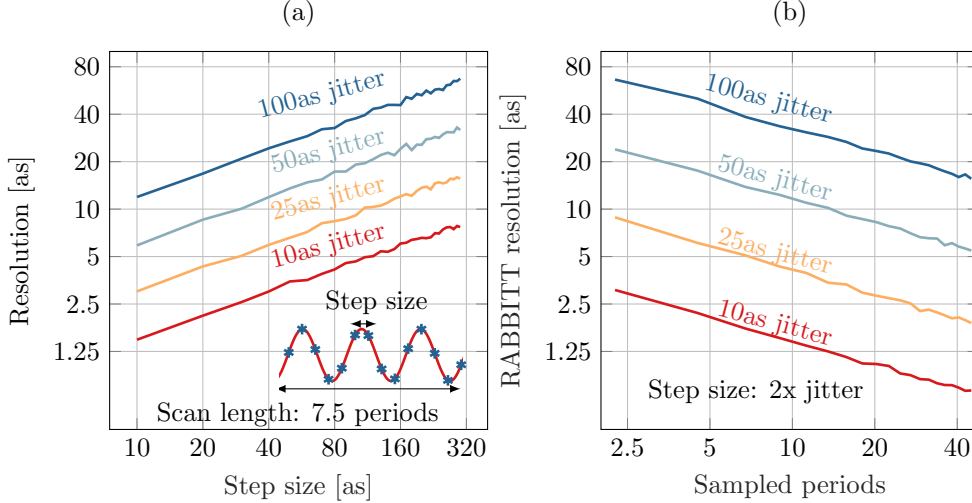 (a)
(b)
Resolution [as]
80
40
20
10
5
2.5
1.25
100as jitter
50as jitter
25as jitter
10as jitter
Step size
Scan length: 7.5 periods
10
20
40
80
160
320
Step size [as]
RABBITT resolution [as]
80
40
20
10
5
2.5
1.25
100as jitter
50as jitter
25as jitter
10as jitter
Step size: 2x jitter
2.5
5
10
20
40
Sampled periods